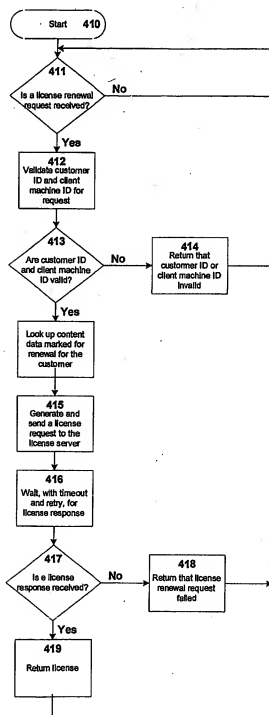 Start 410
411
Is a license renewal
request received?
No
Yes
412
Validate customer
ID and client
machine ID for
request
413
Are customer ID
and client machine
ID valid?
No
414
Return that
customer ID or
client machine ID
Invalid
Yes
Look up content
data marked for
renewal for the
customer
415
Generate and
send a license
request to the
license server
416
Wait, with timeout
and retry, for
license response
417
Is a license
response received?
No
418
Return that license
renewal request
failed
Yes
419
Return license